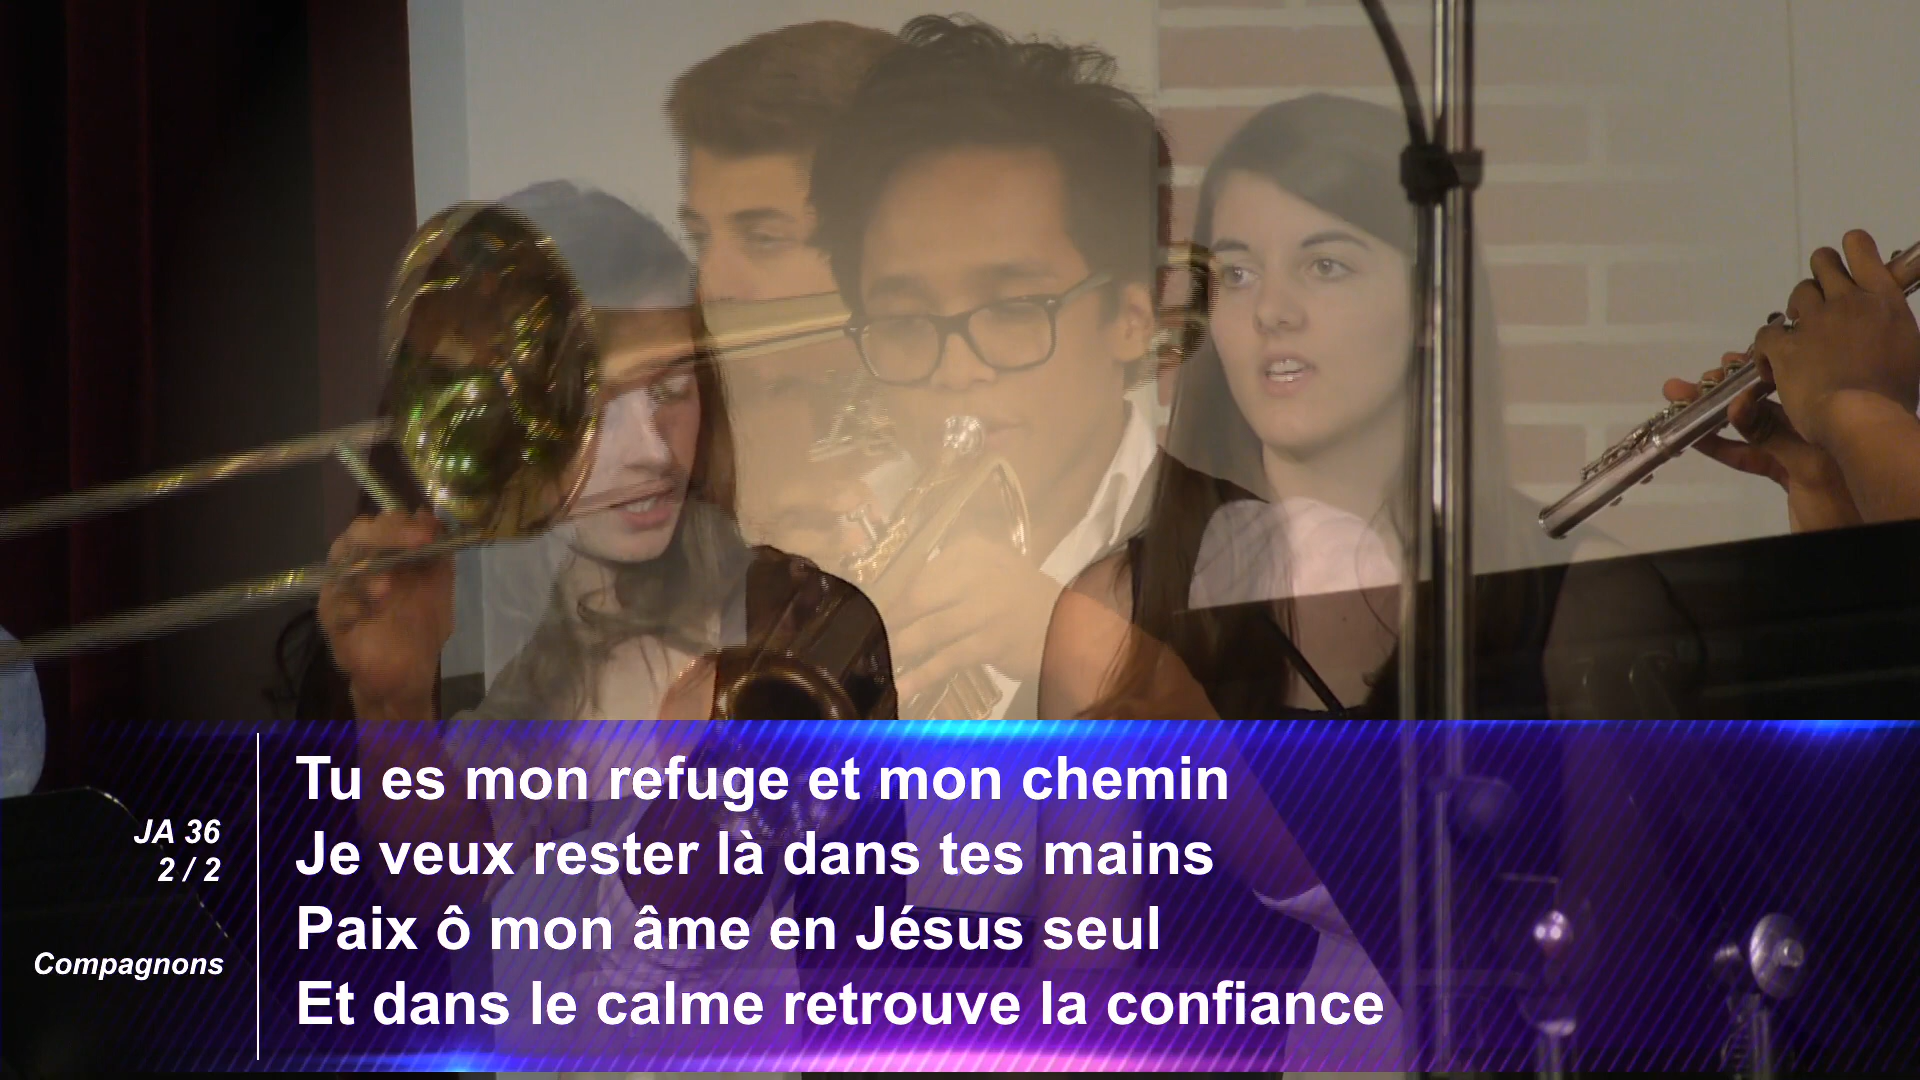 JA 36
2 / 2
Compagnons
Tu es mon refuge et mon chemin
Je veux rester là dans tes mains
Paix ô mon âme en Jésus seul
Et dans le calme retrouve la confiance